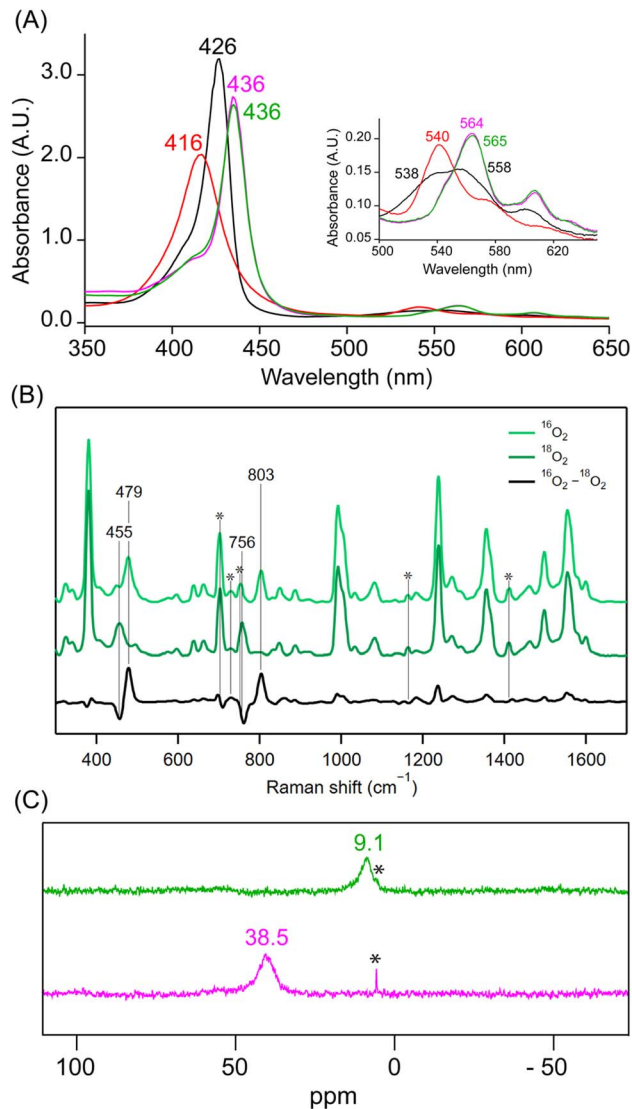 (A)
426
436
436
416
3.0
2.0
1.0
0.0
Absorbance (A.U.)
350 400 450 500 550 600 650
Wavelength (nm)
564
540
565
538
558
0.20
0.15
0.10
0.05
Absorbance (A.U.)
500 540 580 620
Wavelength (nm)
(B)
¹⁶O₂
¹⁸O₂
¹⁶O₂ – ¹⁸O₂
803
479
455
*
756
*
*
*
*
400 600 800 1000 1200 1400 1600
Raman shift (cm⁻¹)
(C)
9.1
*
38.5
*
100 50 0 - 50
ppm